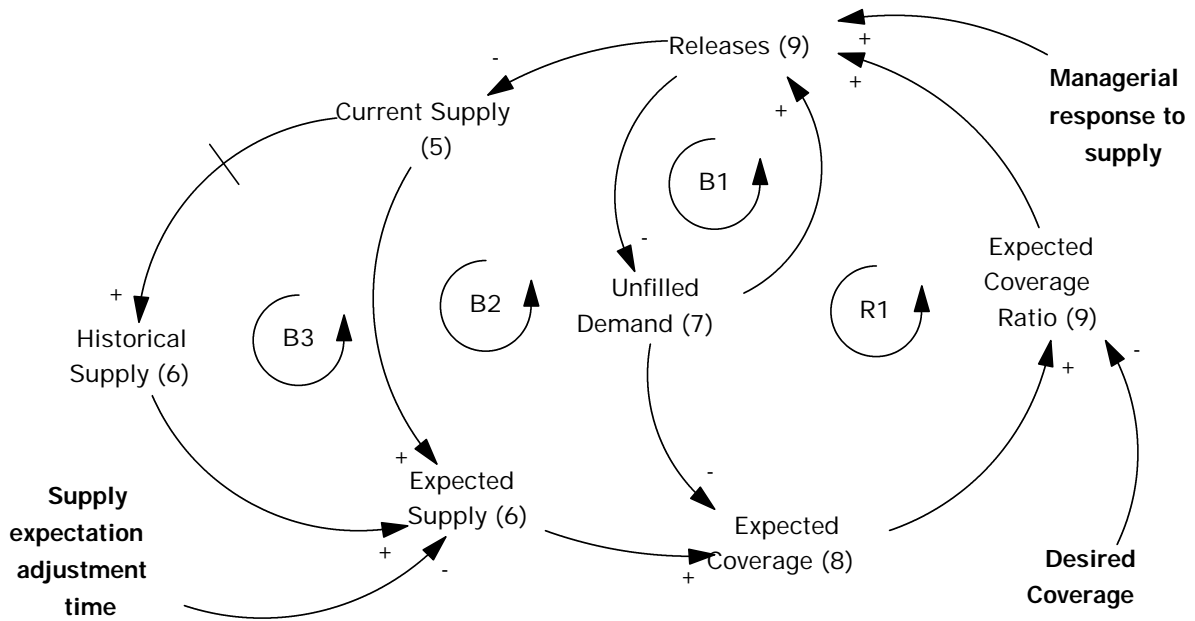 Releases (9)
+
-
+
Managerial
response to
supply
Current Supply
(5)
+
B1
-
Expected
Coverage
Ratio (9)
Unfilled
Demand (7)
+
B2
R1
B3
Historical
Supply (6)
-
+
+
Expected
Supply (6)
-
Supply
expectation
adjustment
time
+
-
Expected
Coverage (8)
+
Desired
Coverage